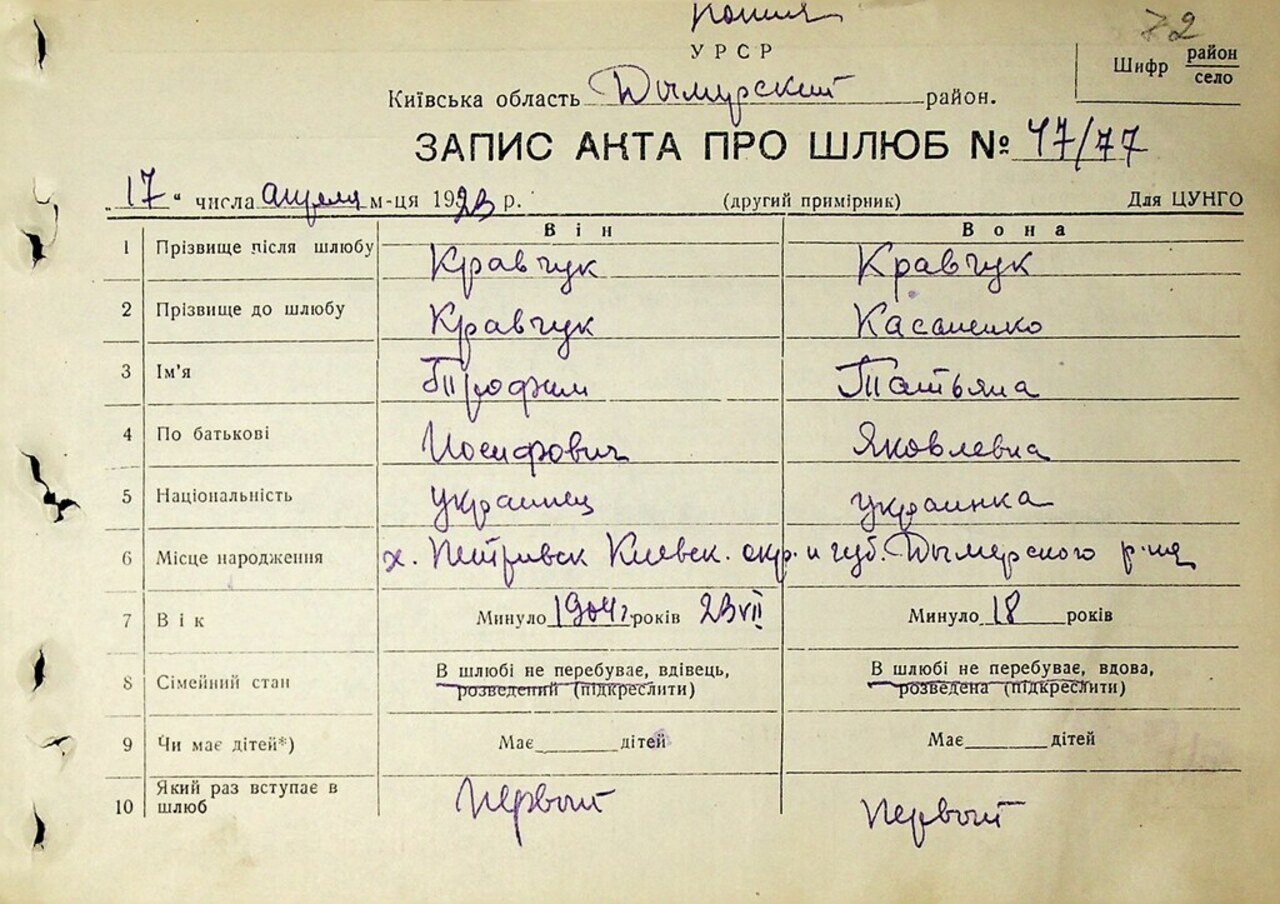 Копия
72
УРСР
Шифр район
село
Київська область Дымерский район.
ЗАПИС АКТА ПРО ШЛЮБ № 47/77
"17" числа апреля м-ця 1923 р. (другий примірник) Для ЦУНГО
Він Вона
1 Прізвище після шлюбу Кравчук Кравчук
2 Прізвище до шлюбу Кравчук Касаненко
3 Ім'я Трофим Татьяна
4 По батькові Иосифович Яковлевна
5 Національність украинец украинка
6 Місце народження х. Петривск Киевск. окр. и губ. Дымерского р-на
7 Вік Минуло 1904г років 23 VII Минуло 18 років
8 Сімейний стан В шлюбі не перебуває, вдівець, розведений (підкреслити) В шлюбі не перебуває, вдова, розведена (підкреслити)
9 Чи має дітей*) Має дітей Має дітей
10 Який раз вступає в шлюб первый первый